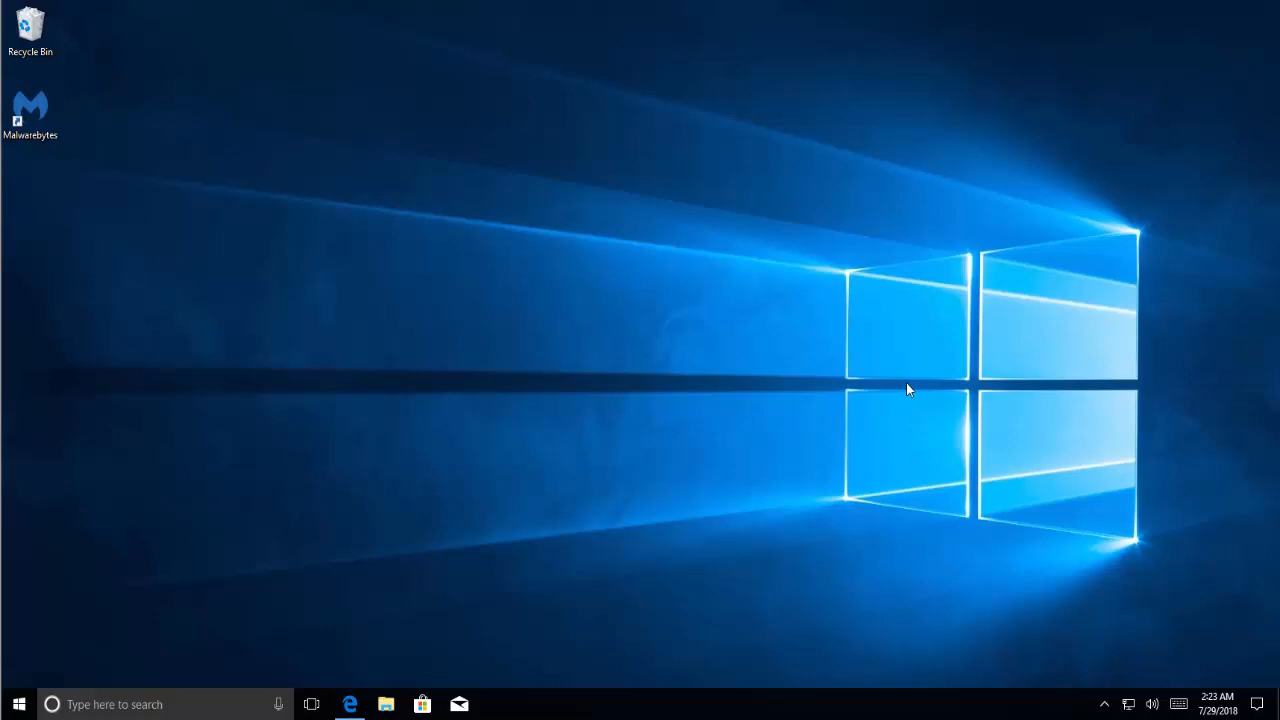 Recycle Bin
Malwarebytes
Type here to search
2:23 AM
7/29/2018